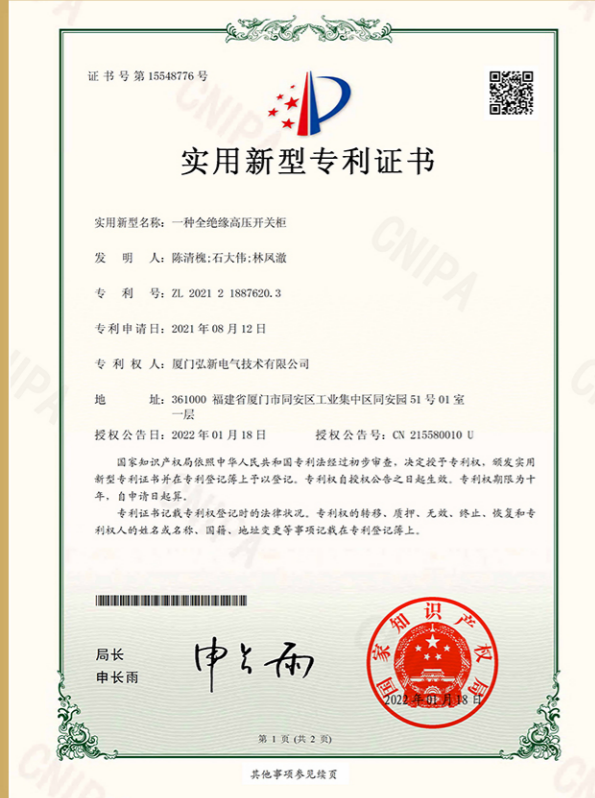 证书号第15548776号
实用新型专利证书
实用新型名称：一种全绝缘高压开关柜
发 明 人：陈清槐;石大伟;林凤澈
专 利 号：ZL 2021 2 1887620.3
专利申请日：2021年08月12日
专 利 权 人：厦门弘新电气技术有限公司
地 址：361000 福建省厦门市同安区工业集中区同安园51号01室
一层
授权公告日：2022年01月18日 授权公告号：CN 215580010 U
国家知识产权局依照中华人民共和国专利法经过初步审查，决定授予专利权，颁发实用
新型专利证书并在专利登记簿上予以登记。专利权自授权公告之日起生效。专利权期限为十
年，自申请日起算。
专利证书记载专利权登记时的法律状况。专利权的转移、质押、无效、终止、恢复和专
利权人的姓名或名称、国籍、地址变更等事项记载在专利登记簿上。
局长
申长雨
申长雨
国家知识产权局
2022年01月18日
第 1 页 (共 2 页)
其他事项参见续页
CNIPA
CNIPA
CNIPA
CNIPA